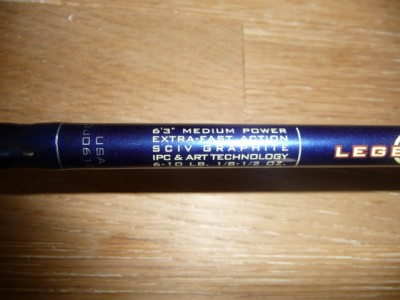 6'3" MEDIUM POWER
EXTRA-FAST ACTION
SCIV GRAPHITE
IPC & ART TECHNOLOGY
6-10 LB. 1/8-1/2 OZ.
USA
LEGE